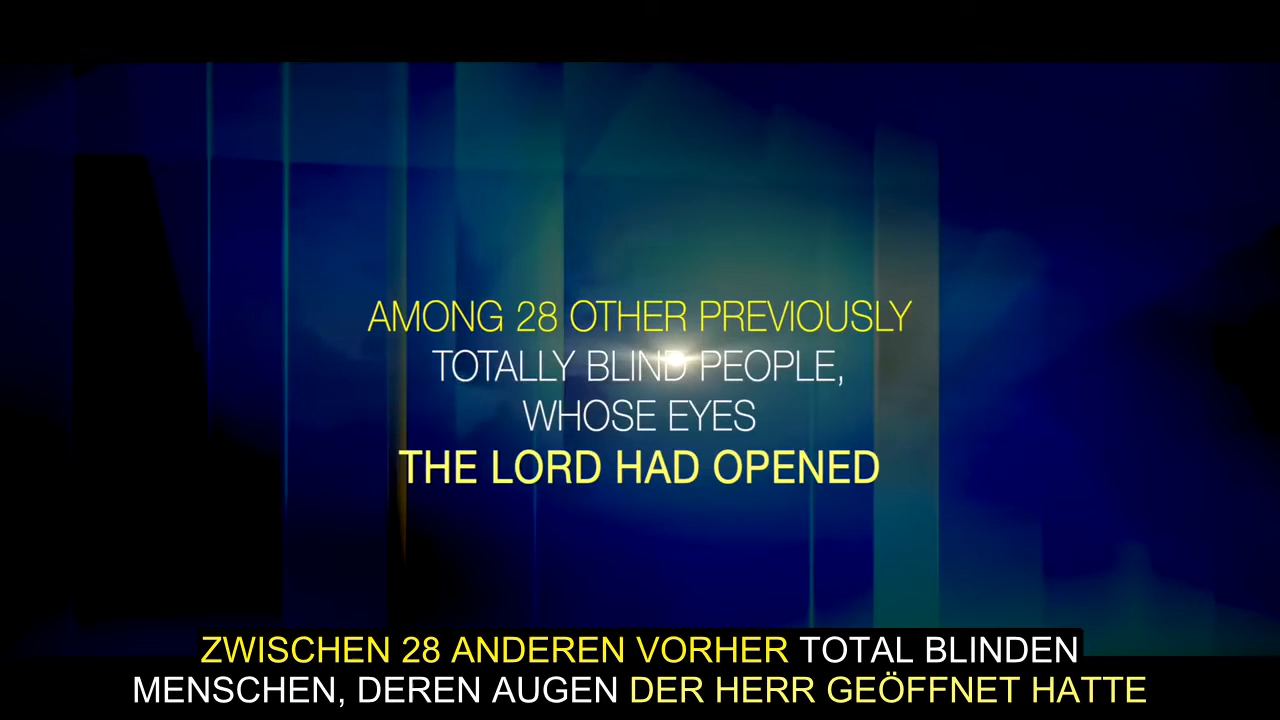 AMONG 28 OTHER PREVIOUSLY
TOTALLY BLIND PEOPLE,
WHOSE EYES
THE LORD HAD OPENED
ZWISCHEN 28 ANDEREN VORHER TOTAL BLINDEN
MENSCHEN, DEREN AUGEN DER HERR GEÖFFNET HATTE